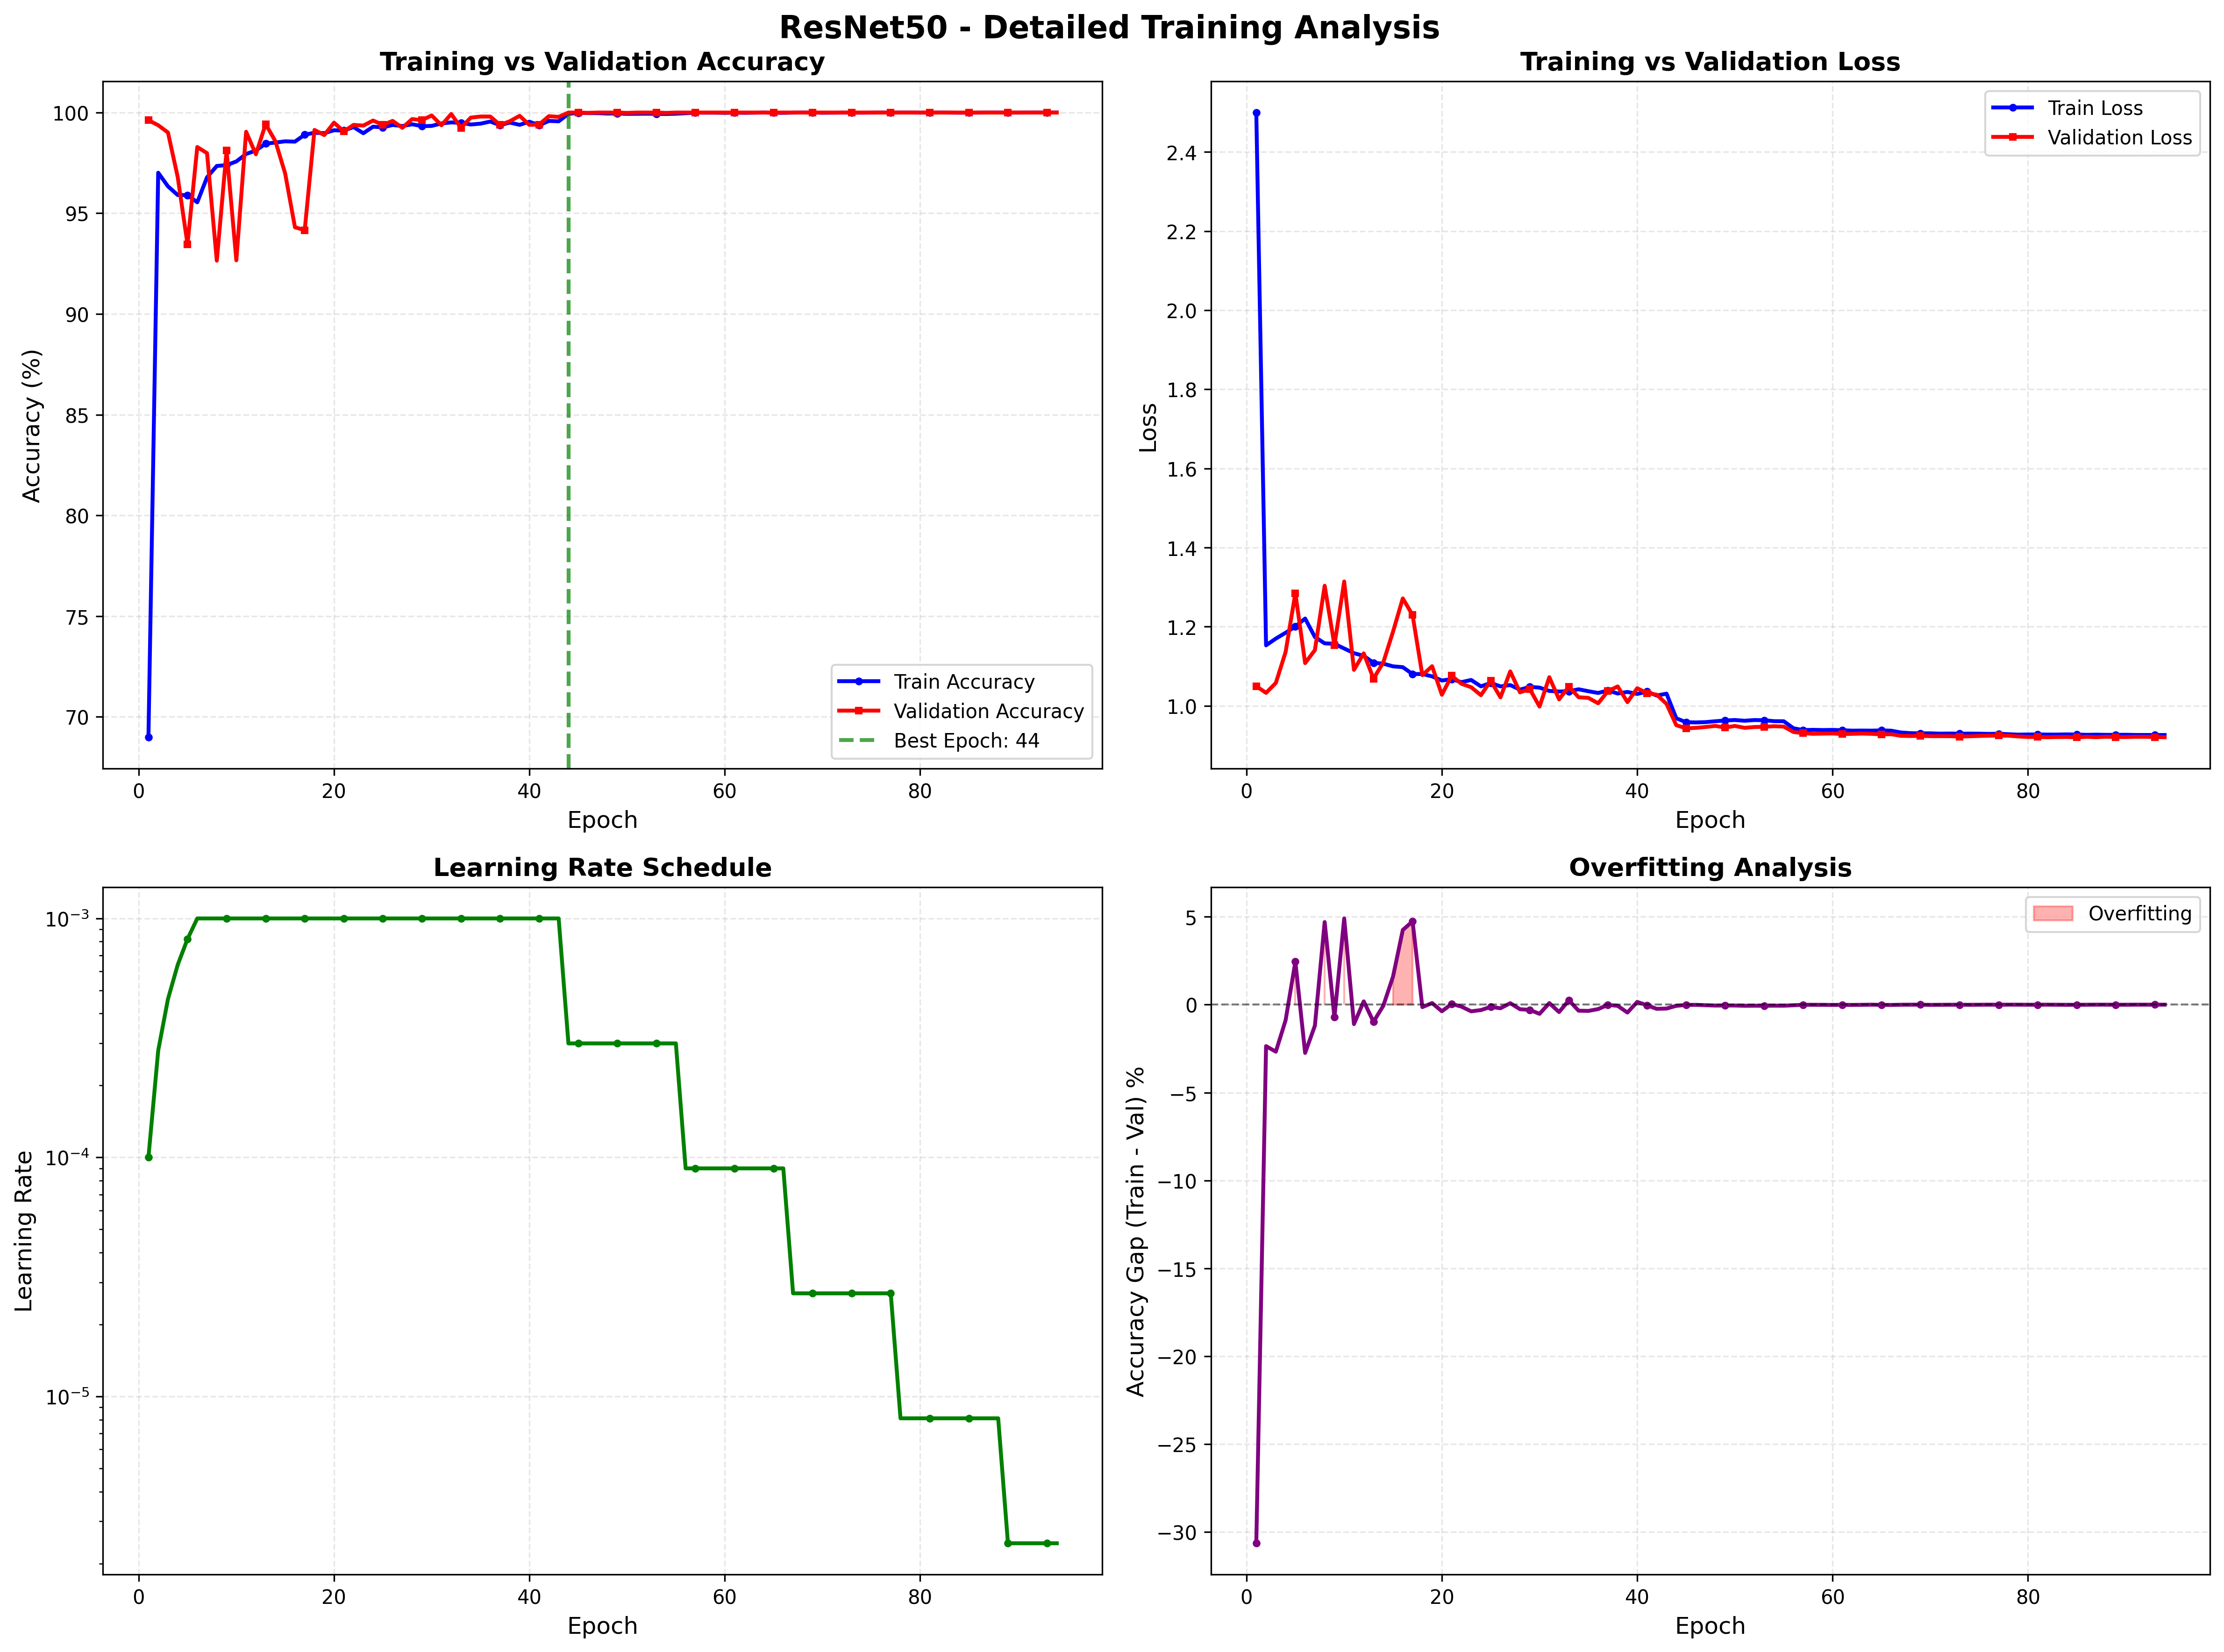 ResNet50 - Detailed Training Analysis
Training vs Validation Accuracy
Accuracy (%)
100
95
90
85
80
75
70
0 20 40 60 80
Epoch
Train Accuracy
Validation Accuracy
Best Epoch: 44
Training vs Validation Loss
Loss
2.4
2.2
2.0
1.8
1.6
1.4
1.2
1.0
0 20 40 60 80
Epoch
Train Loss
Validation Loss
Learning Rate Schedule
Learning Rate
10⁻³
10⁻⁴
10⁻⁵
0 20 40 60 80
Epoch
Overfitting Analysis
Accuracy Gap (Train - Val) %
5
0
−5
−10
−15
−20
−25
−30
0 20 40 60 80
Epoch
Overfitting